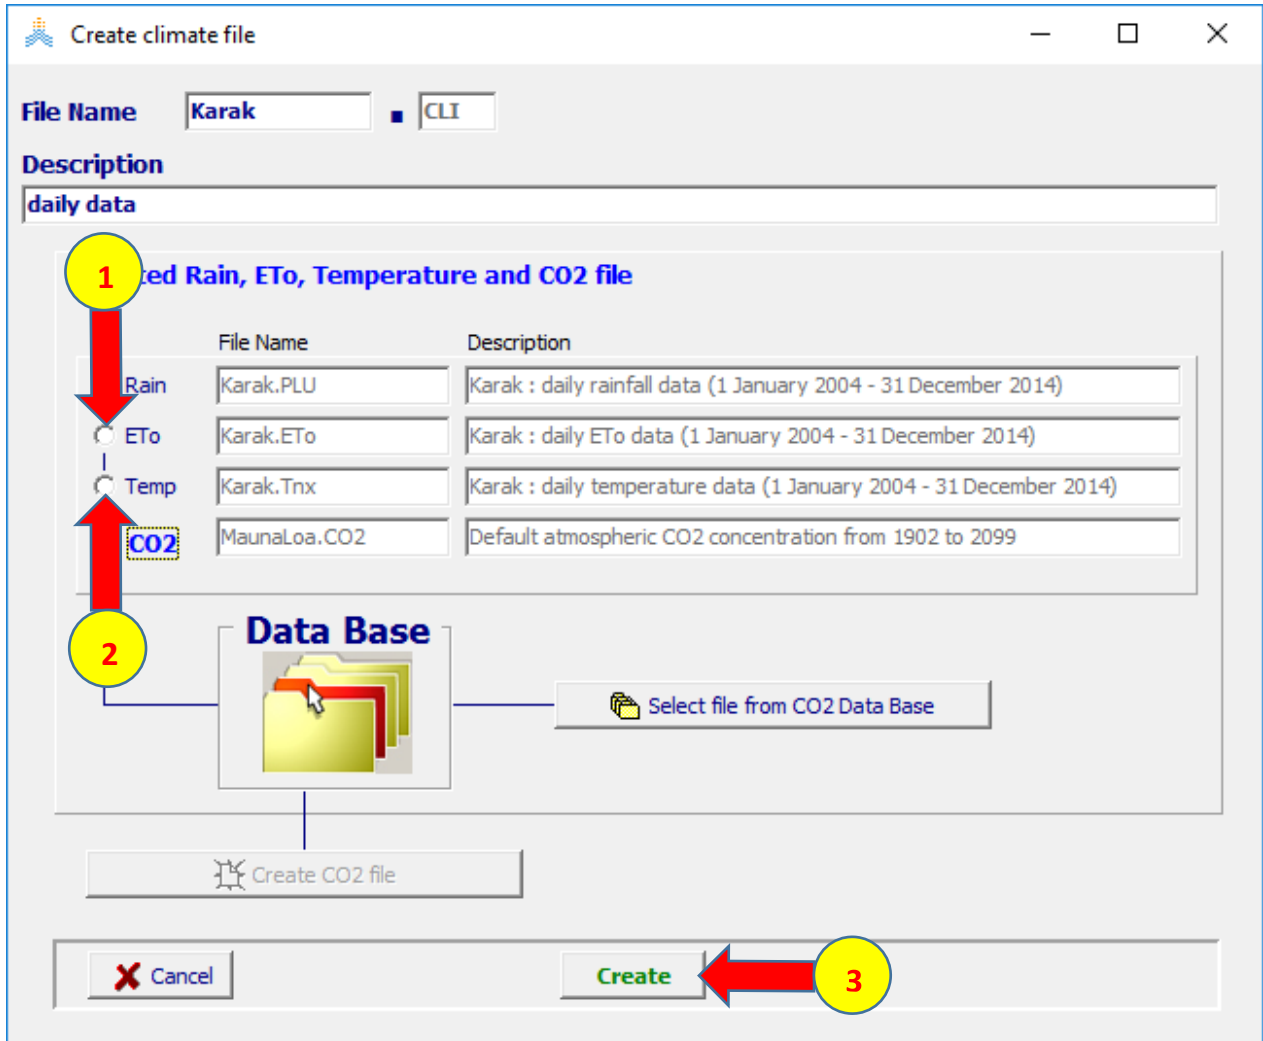 Create climate file
File Name Karak . CLI
Description
daily data
1
ted Rain, ETo, Temperature and CO2 file
File Name Description
Rain Karak.PLU Karak : daily rainfall data (1 January 2004 - 31 December 2014)
ETo Karak.ETo Karak : daily ETo data (1 January 2004 - 31 December 2014)
Temp Karak.Tnx Karak : daily temperature data (1 January 2004 - 31 December 2014)
CO2 MaunaLoa.CO2 Default atmospheric CO2 concentration from 1902 to 2099
2
Data Base
Select file from CO2 Data Base
Create CO2 file
Cancel Create 3